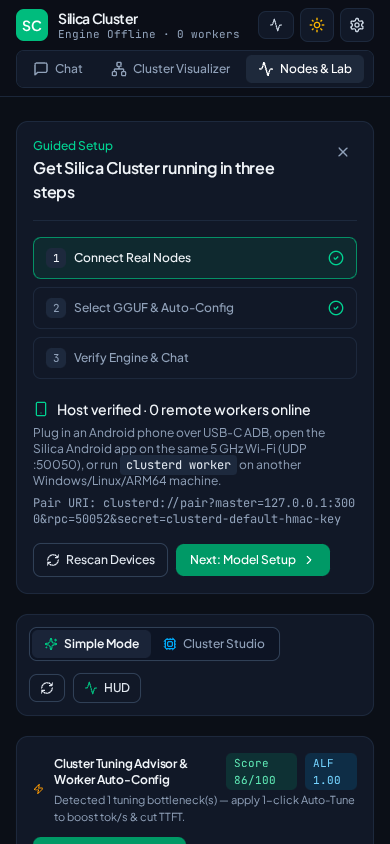 SC
Silica Cluster
Engine Offline · 0 workers
Chat
Cluster Visualizer
Nodes & Lab
Guided Setup
Get Silica Cluster running in three
steps
1 Connect Real Nodes
2 Select GGUF & Auto-Config
3 Verify Engine & Chat
Host verified · 0 remote workers online
Plug in an Android phone over USB-C ADB, open the
Silica Android app on the same 5 GHz Wi-Fi (UDP
:50050), or run clusterd worker on another
Windows/Linux/ARM64 machine.
Pair URI: clusterd://pair?master=127.0.0.1:300
0&rpc=50052&secret=clusterd-default-hmac-key
Rescan Devices
Next: Model Setup
Simple Mode
Cluster Studio
HUD
Cluster Tuning Advisor &
Worker Auto-Config
Score
86/100
ALF
1.00
Detected 1 tuning bottleneck(s) — apply 1-click Auto-Tune
to boost tok/s & cut TTFT.